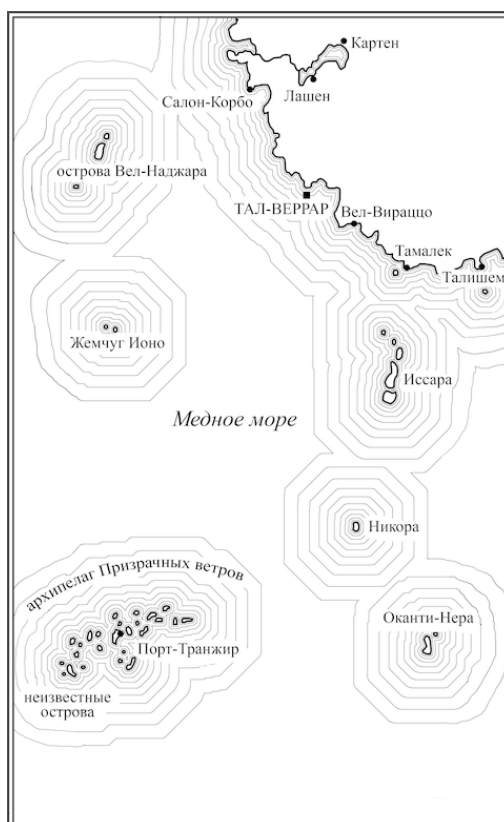 Картен
Лашен
Салон-Корбо
острова Вел-Наджара
ТАЛ-ВЕРРАР
Вел-Вираццо
Тамалек
Талишем
Жемчуг Ионо
Иссара
Медное море
Никора
архипелаг Призрачных ветров
Оканти-Нера
Порт-Транжир
неизвестные
острова